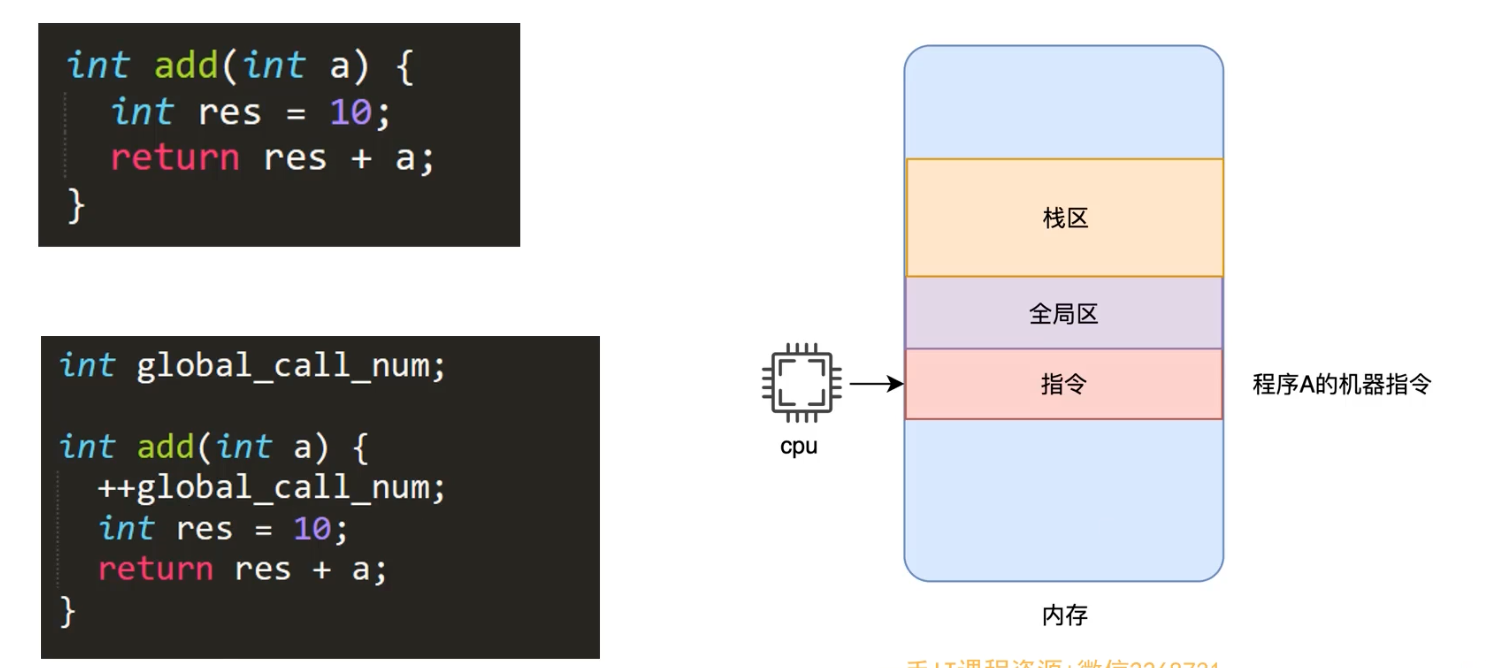 int add(int a) {
int res = 10;
return res + a;
}
int global_call_num;
int add(int a) {
++global_call_num;
int res = 10;
return res + a;
}
栈区
全局区
指令
cpu
程序A的机器指令
内存